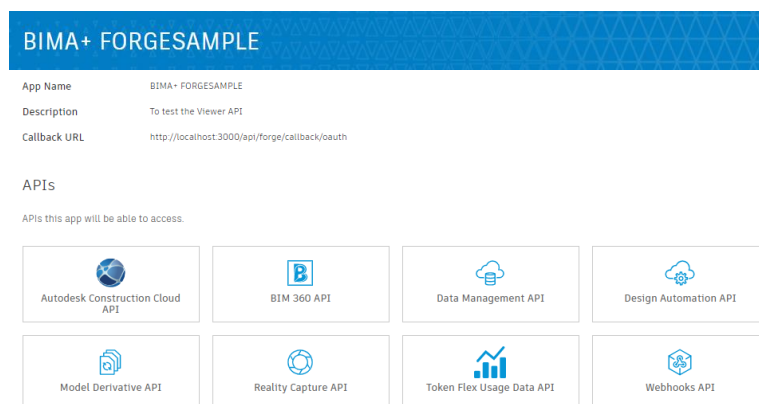 BIMA+ FORGESAMPLE
App Name BIMA+ FORGESAMPLE
Description To test the Viewer API
Callback URL http://localhost:3000/api/forge/callback/oauth
APIs
APIs this app will be able to access.
Autodesk Construction Cloud
API
BIM 360 API
Data Management API
Design Automation API
Model Derivative API
Reality Capture API
Token Flex Usage Data API
Webhooks API